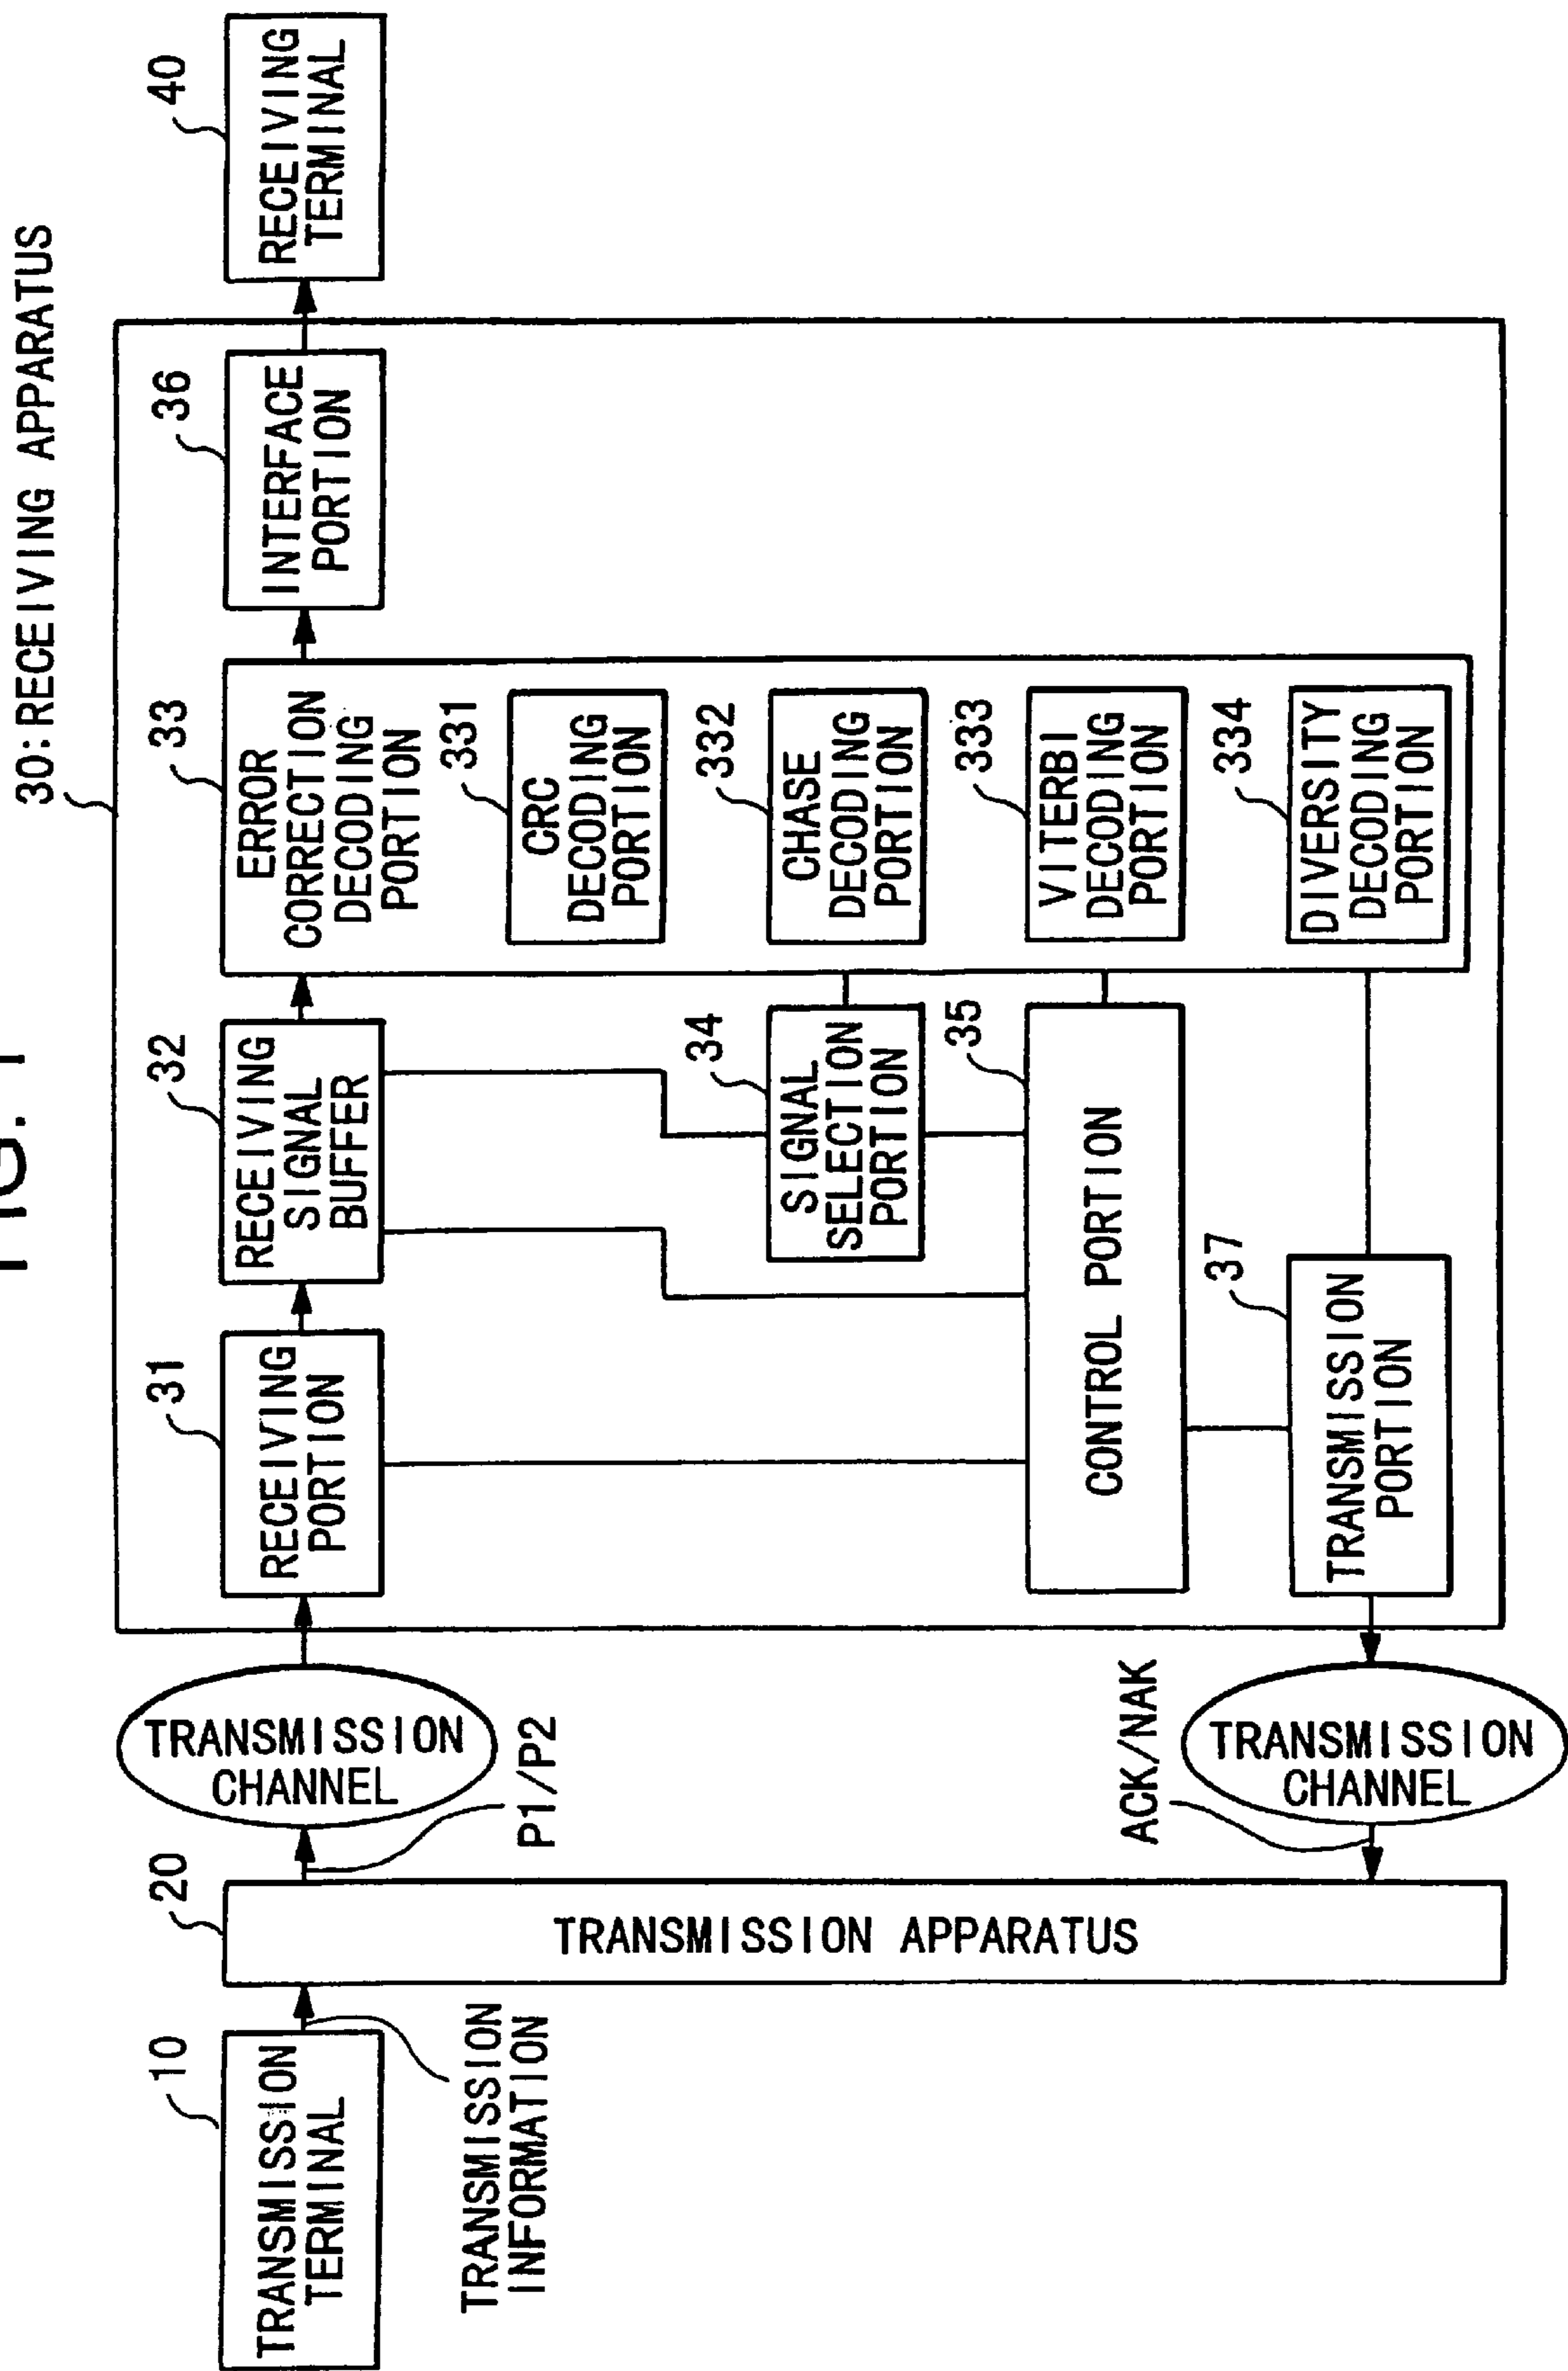 FIG. 1
30:RECEIVING APPARATUS
10
TRANSMISSION
TERMINAL
TRANSMISSION
INFORMATION
20
TRANSMISSION APPARATUS
P1/P2
TRANSMISSION
CHANNEL
31
RECEIVING
PORTION
32
RECEIVING
SIGNAL
BUFFER
33
ERROR
CORRECTION
DECODING
PORTION
331
CRC
DECODING
PORTION
332
CHASE
DECODING
PORTION
333
VITERBI
DECODING
PORTION
334
DIVERSITY
DECODING
PORTION
36
INTERFACE
PORTION
40
RECEIVING
TERMINAL
34
SIGNAL
SELECTION
PORTION
35
CONTROL PORTION
37
TRANSMISSION
PORTION
ACK/NAK
TRANSMISSION
CHANNEL